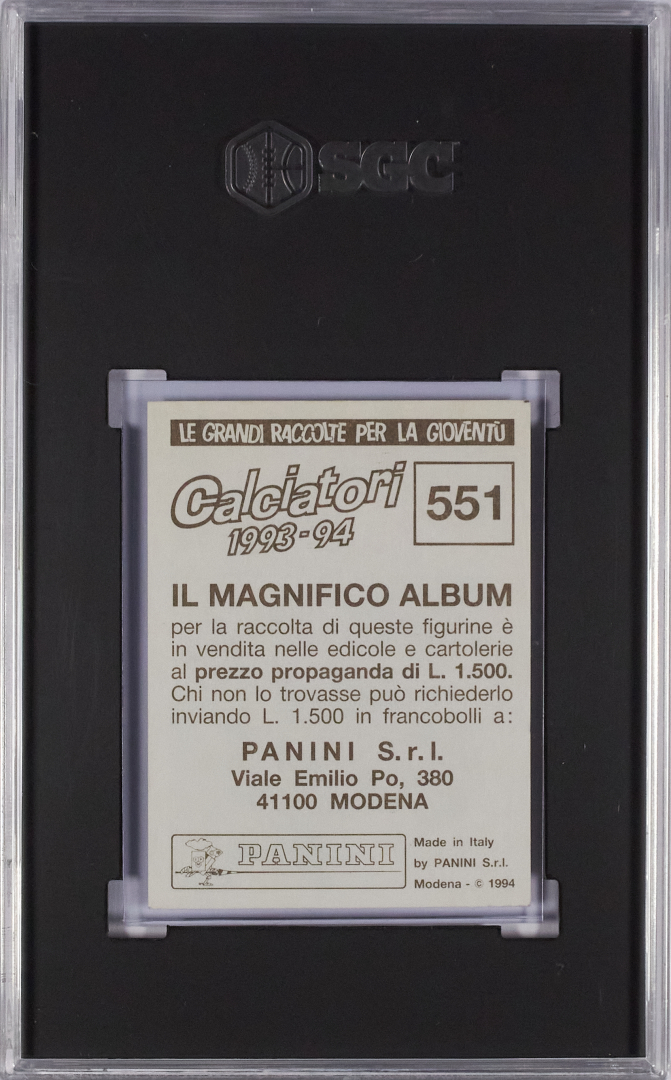 SGC
LE GRANDI RACCOLTE PER LA GIOVENTÙ
Calciatori
1993-94
551
IL MAGNIFICO ALBUM
per la raccolta di queste figurine è
in vendita nelle edicole e cartolerie
al prezzo propaganda di L. 1.500.
Chi non lo trovasse può richiederlo
inviando L. 1.500 in francobolli a:
PANINI S.r.l.
Viale Emilio Po, 380
41100 MODENA
PANINI
Made in Italy
by PANINI S.r.l.
Modena - © 1994